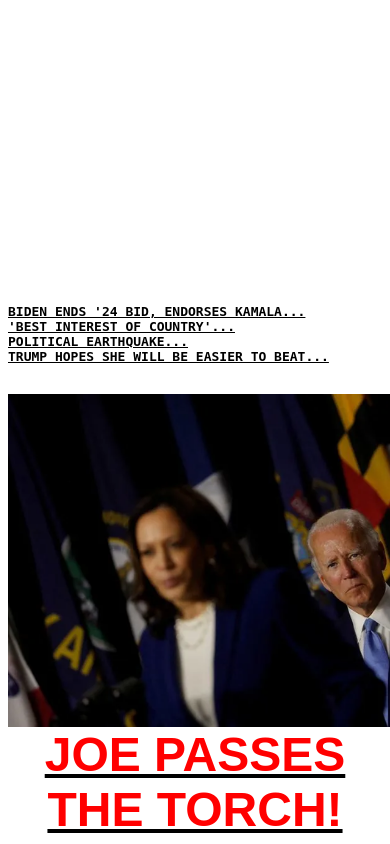 BIDEN ENDS '24 BID, ENDORSES KAMALA...
'BEST INTEREST OF COUNTRY'...
POLITICAL EARTHQUAKE...
TRUMP HOPES SHE WILL BE EASIER TO BEAT...
JOE PASSES
THE TORCH!